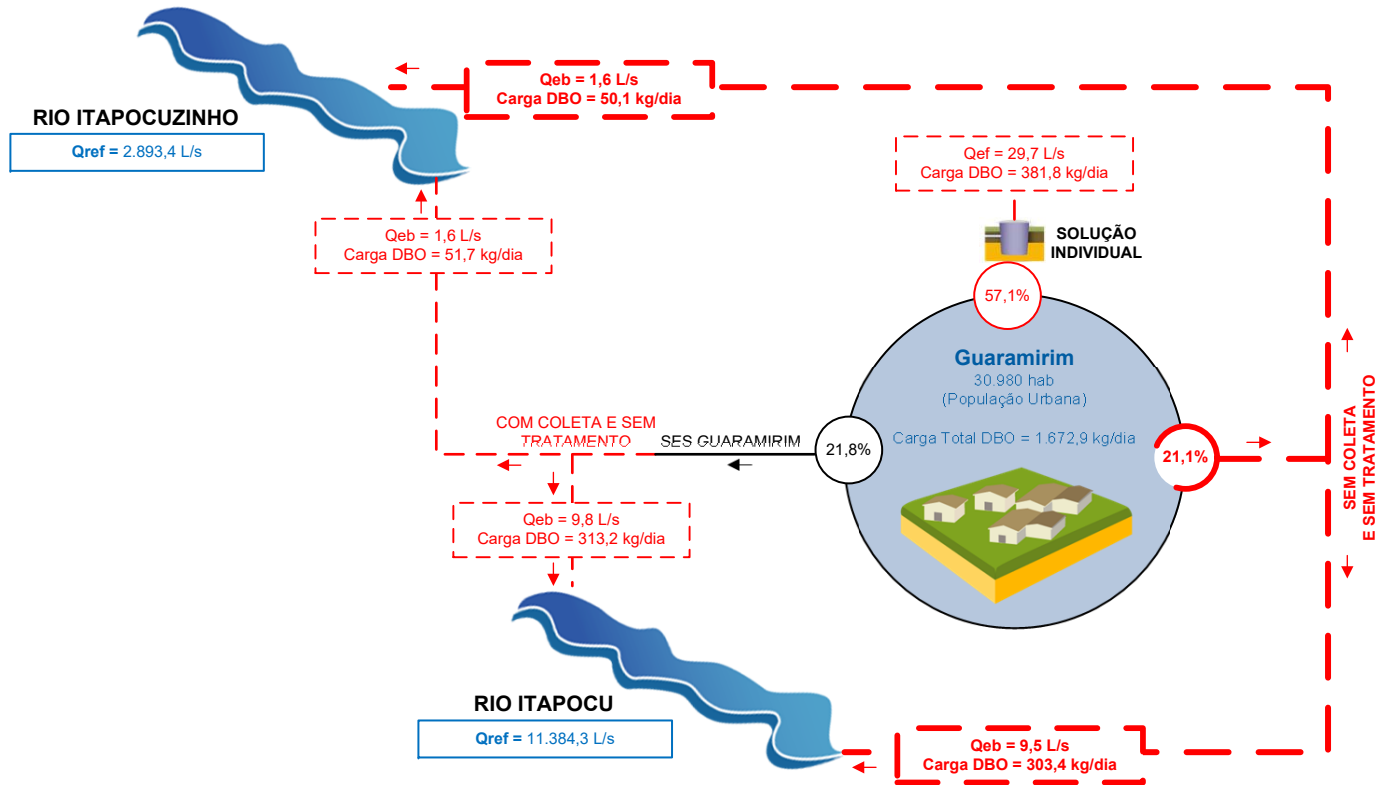 Qeb = 1,6 L/s
Carga DBO = 50,1 kg/dia
RIO ITAPOCUZINHO
Qref = 2.893,4 L/s
Qef = 29,7 L/s
Carga DBO = 381,8 kg/dia
Qeb = 1,6 L/s
Carga DBO = 51,7 kg/dia
SOLUÇÃO
INDIVIDUAL
57,1%
Guaramirim
30.980 hab
(População Urbana)
Carga Total DBO = 1.672,9 kg/dia
COM COLETA E SEM
TRATAMENTO
SES GUARAMIRIM
21,8%
21,1%
SEM COLETA
E SEM TRATAMENTO
Qeb = 9,8 L/s
Carga DBO = 313,2 kg/dia
RIO ITAPOCU
Qref = 11.384,3 L/s
Qeb = 9,5 L/s
Carga DBO = 303,4 kg/dia